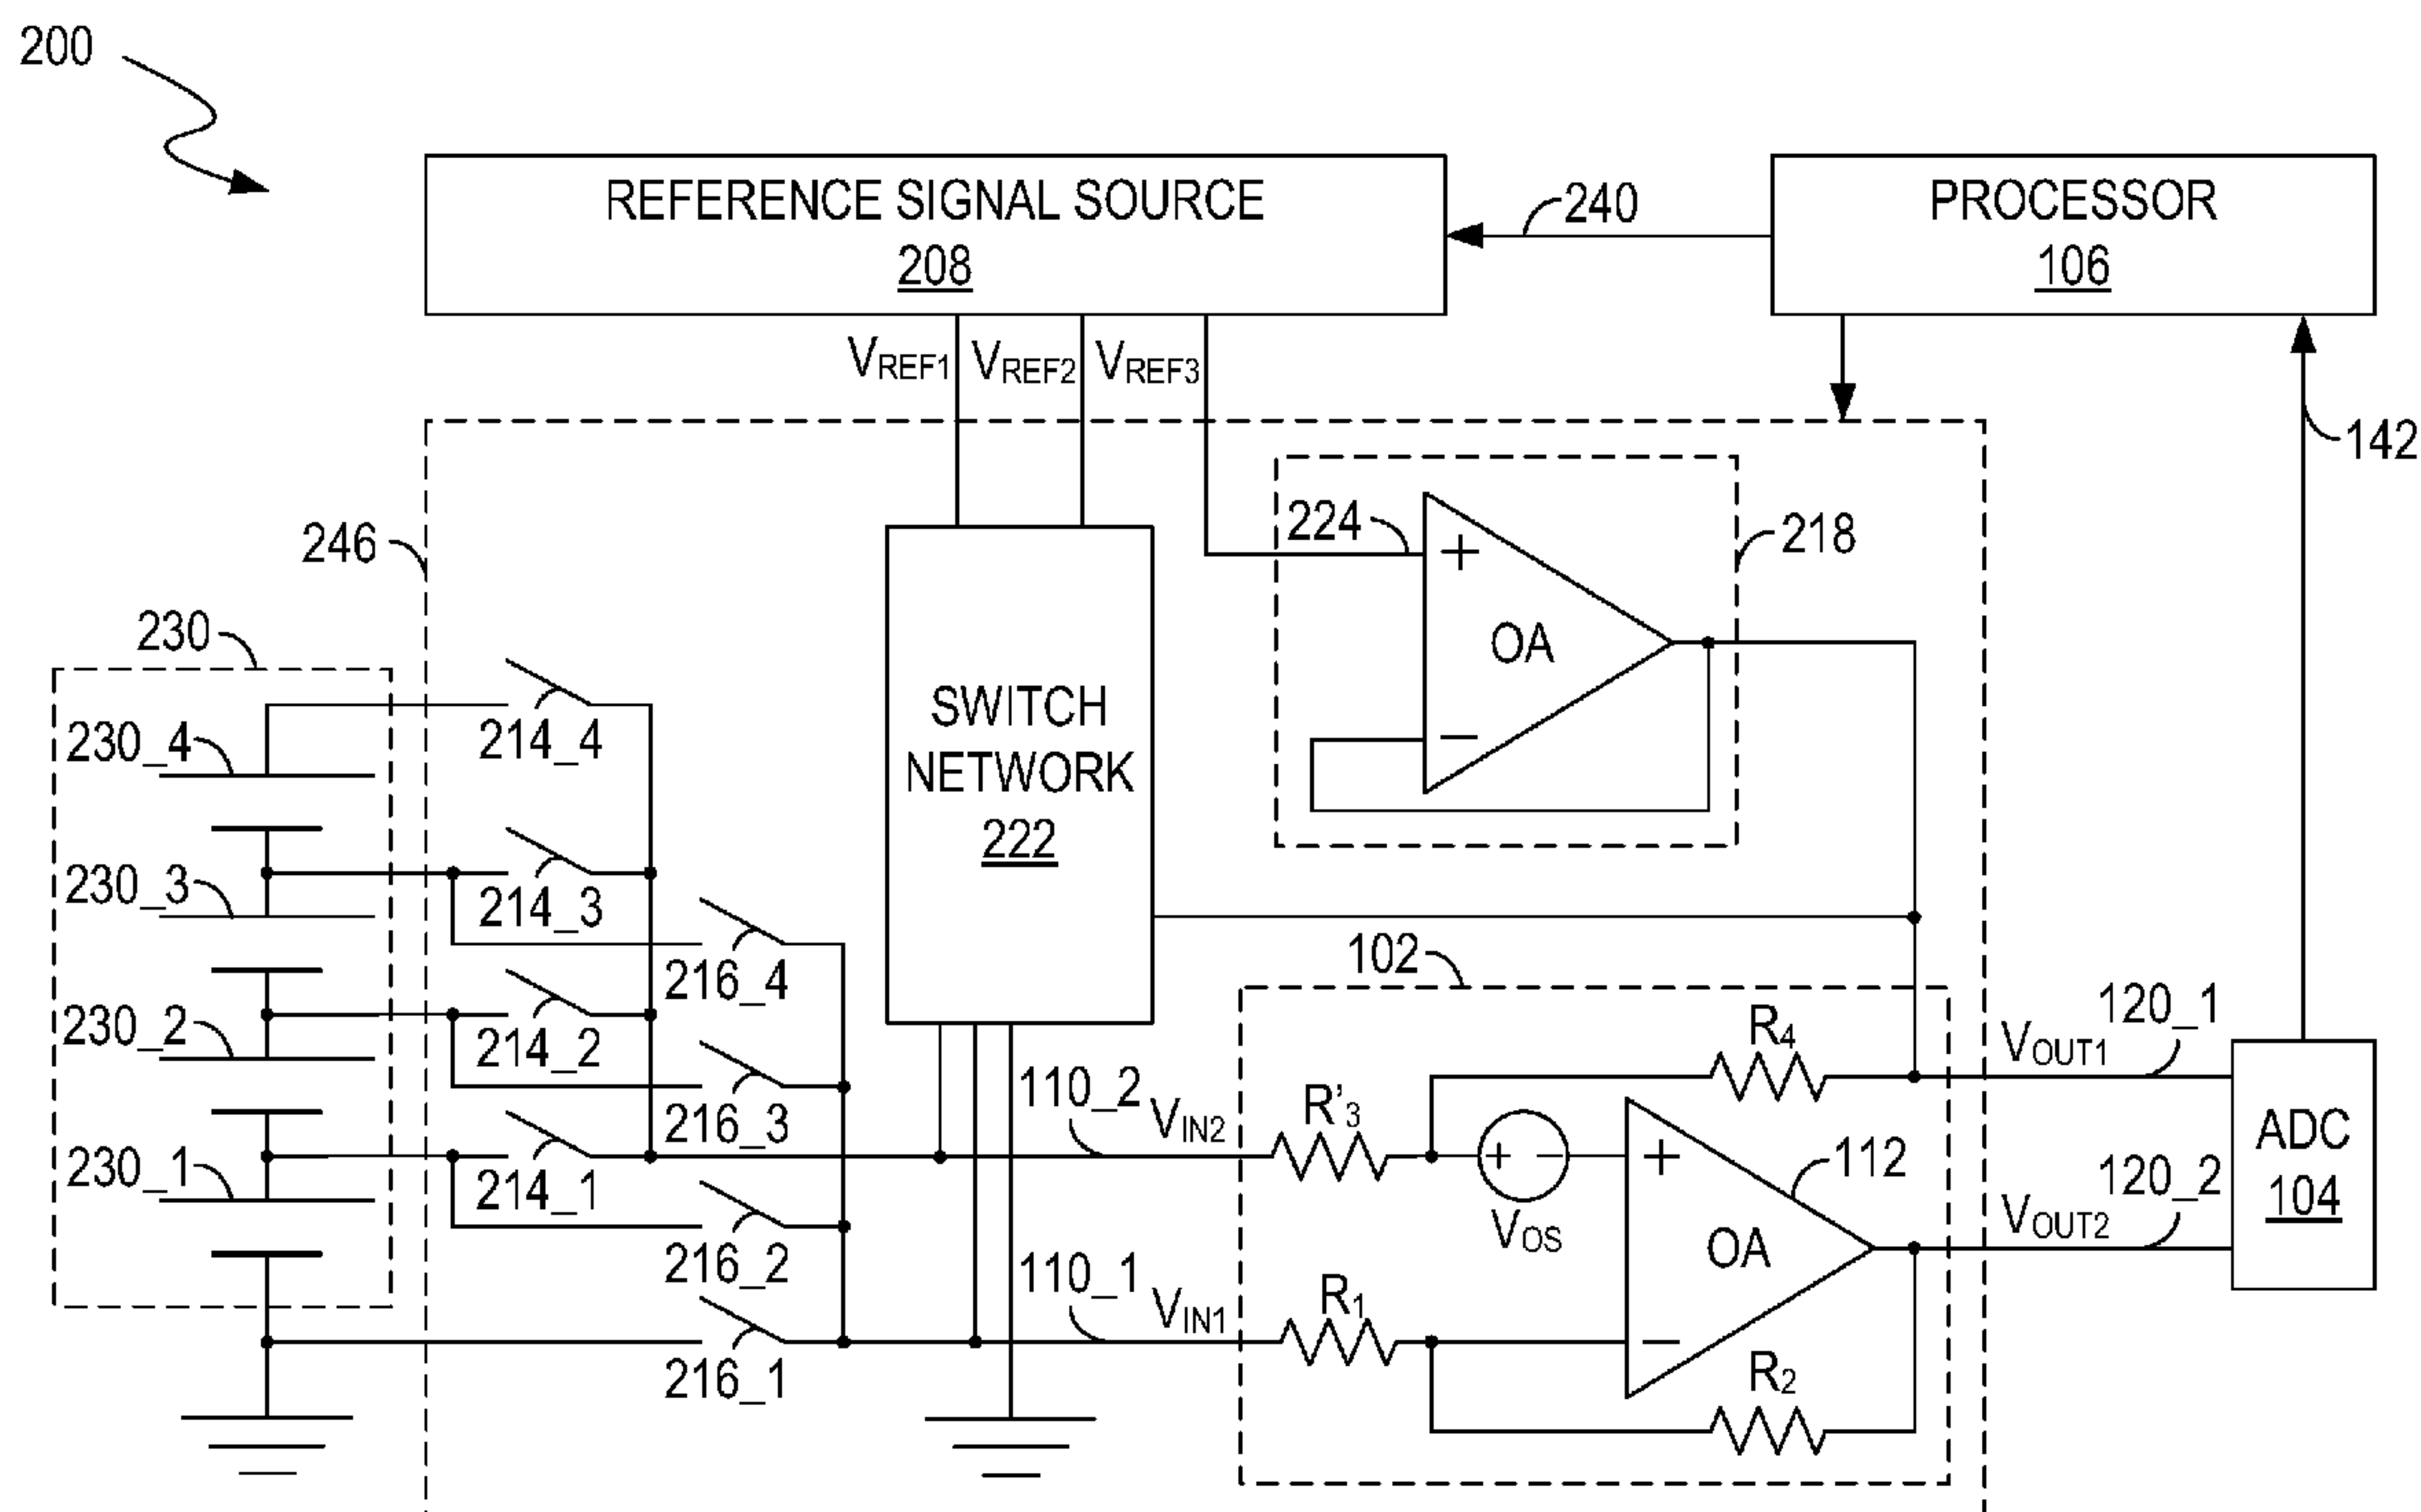 200
REFERENCE SIGNAL SOURCE
208
240
PROCESSOR
106
VREF1
VREF2
VREF3
142
246
224
+
OA
−
218
230
SWITCH
NETWORK
222
230_4
214_4
230_3
214_3
216_4
230_2
214_2
216_3
230_1
214_1
216_2
216_1
102
110_2
VIN2
R'3
R4
+ −
VOS
+
OA
−
112
110_1
VIN1
R1
R2
VOUT1
120_1
VOUT2
120_2
ADC
104